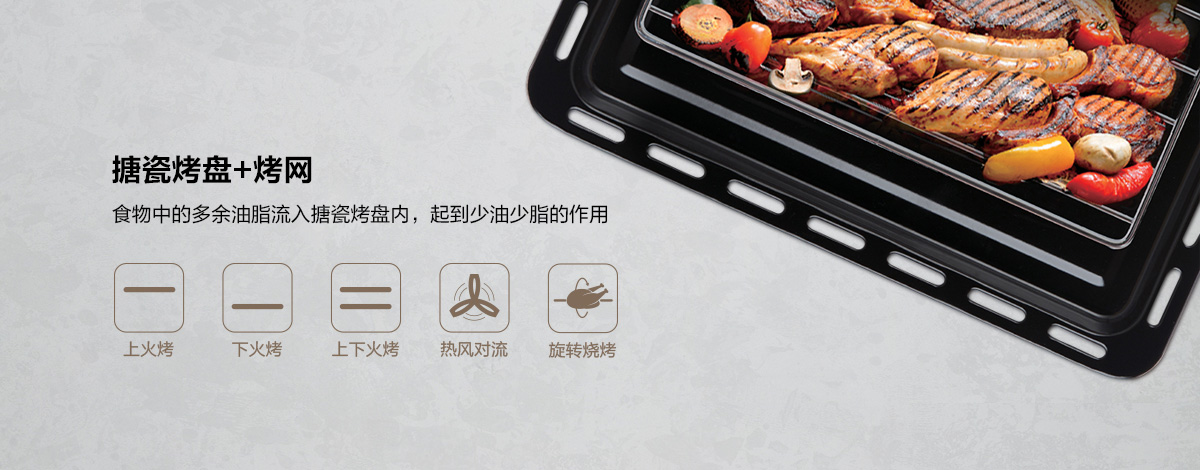 搪瓷烤盘+烤网
食物中的多余油脂流入搪瓷烤盘内，起到少油少脂的作用
上火烤
下火烤
上下火烤
热风对流
旋转烧烤